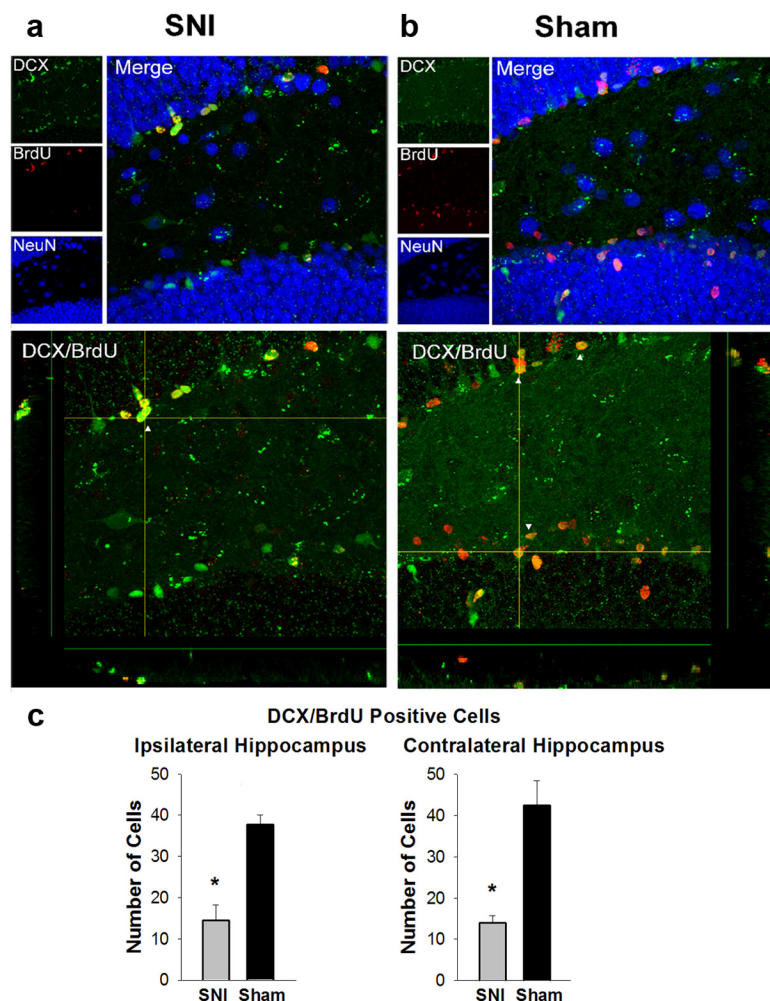 a SNI
DCX
Merge
BrdU
NeuN
DCX/BrdU
b Sham
DCX
Merge
BrdU
NeuN
DCX/BrdU
c DCX/BrdU Positive Cells
Ipsilateral Hippocampus
Number of Cells
50
40
30
20
10
0
*
SNI Sham
Contralateral Hippocampus
Number of Cells
50
40
30
20
10
0
*
SNI Sham